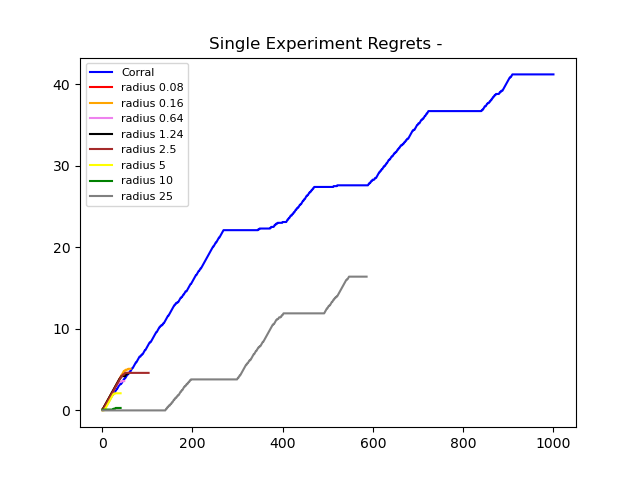 Single Experiment Regrets -
Corral
radius 0.08
radius 0.16
radius 0.64
radius 1.24
radius 2.5
radius 5
radius 10
radius 25
40
30
20
10
0
0 200 400 600 800 1000